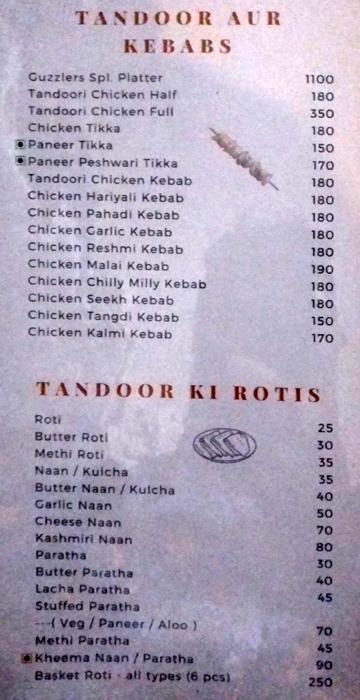 TANDOOR AUR
KEBABS
Guzzlers Spl. Platter 1100
Tandoori Chicken Half 180
Tandoori Chicken Full 350
Chicken Tikka 180
Paneer Tikka 150
Paneer Peshwari Tikka 170
Tandoori Chicken Kebab 180
Chicken Hariyali Kebab 180
Chicken Pahadi Kebab 180
Chicken Garlic Kebab 180
Chicken Reshmi Kebab 180
Chicken Malai Kebab 190
Chicken Chilly Milly Kebab 180
Chicken Seekh Kebab 180
Chicken Tangdi Kebab 150
Chicken Kalmi Kebab 170
TANDOOR KI ROTIS
Roti 25
Butter Roti 30
Methi Roti 35
Naan / Kulcha 35
Butter Naan / Kulcha 40
Garlic Naan 50
Cheese Naan 70
Kashmiri Naan 80
Paratha 30
Butter Paratha 40
Lacha Paratha 45
Stuffed Paratha
---( Veg / Paneer / Aloo ) 70
Methi Paratha 45
Kheema Naan / Paratha 90
Basket Roti - all types (6 pcs) 250